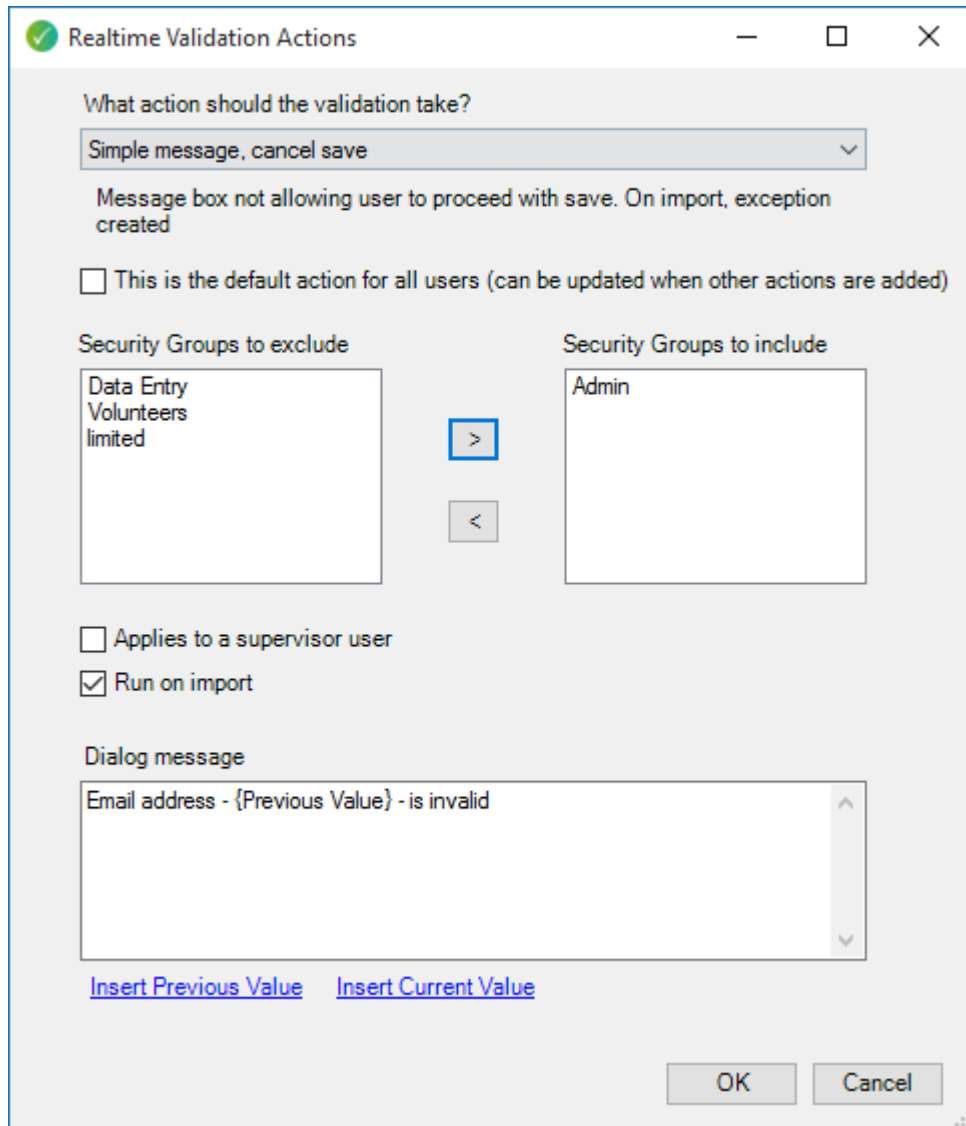 Realtime Validation Actions
What action should the validation take?
Simple message, cancel save
Message box not allowing user to proceed with save. On import, exception
created
This is the default action for all users (can be updated when other actions are added)
Security Groups to exclude
Security Groups to include
Data Entry
Volunteers
limited
>
<
Admin
Applies to a supervisor user
Run on import
Dialog message
Email address - {Previous Value} - is invalid
Insert Previous Value
Insert Current Value
OK
Cancel